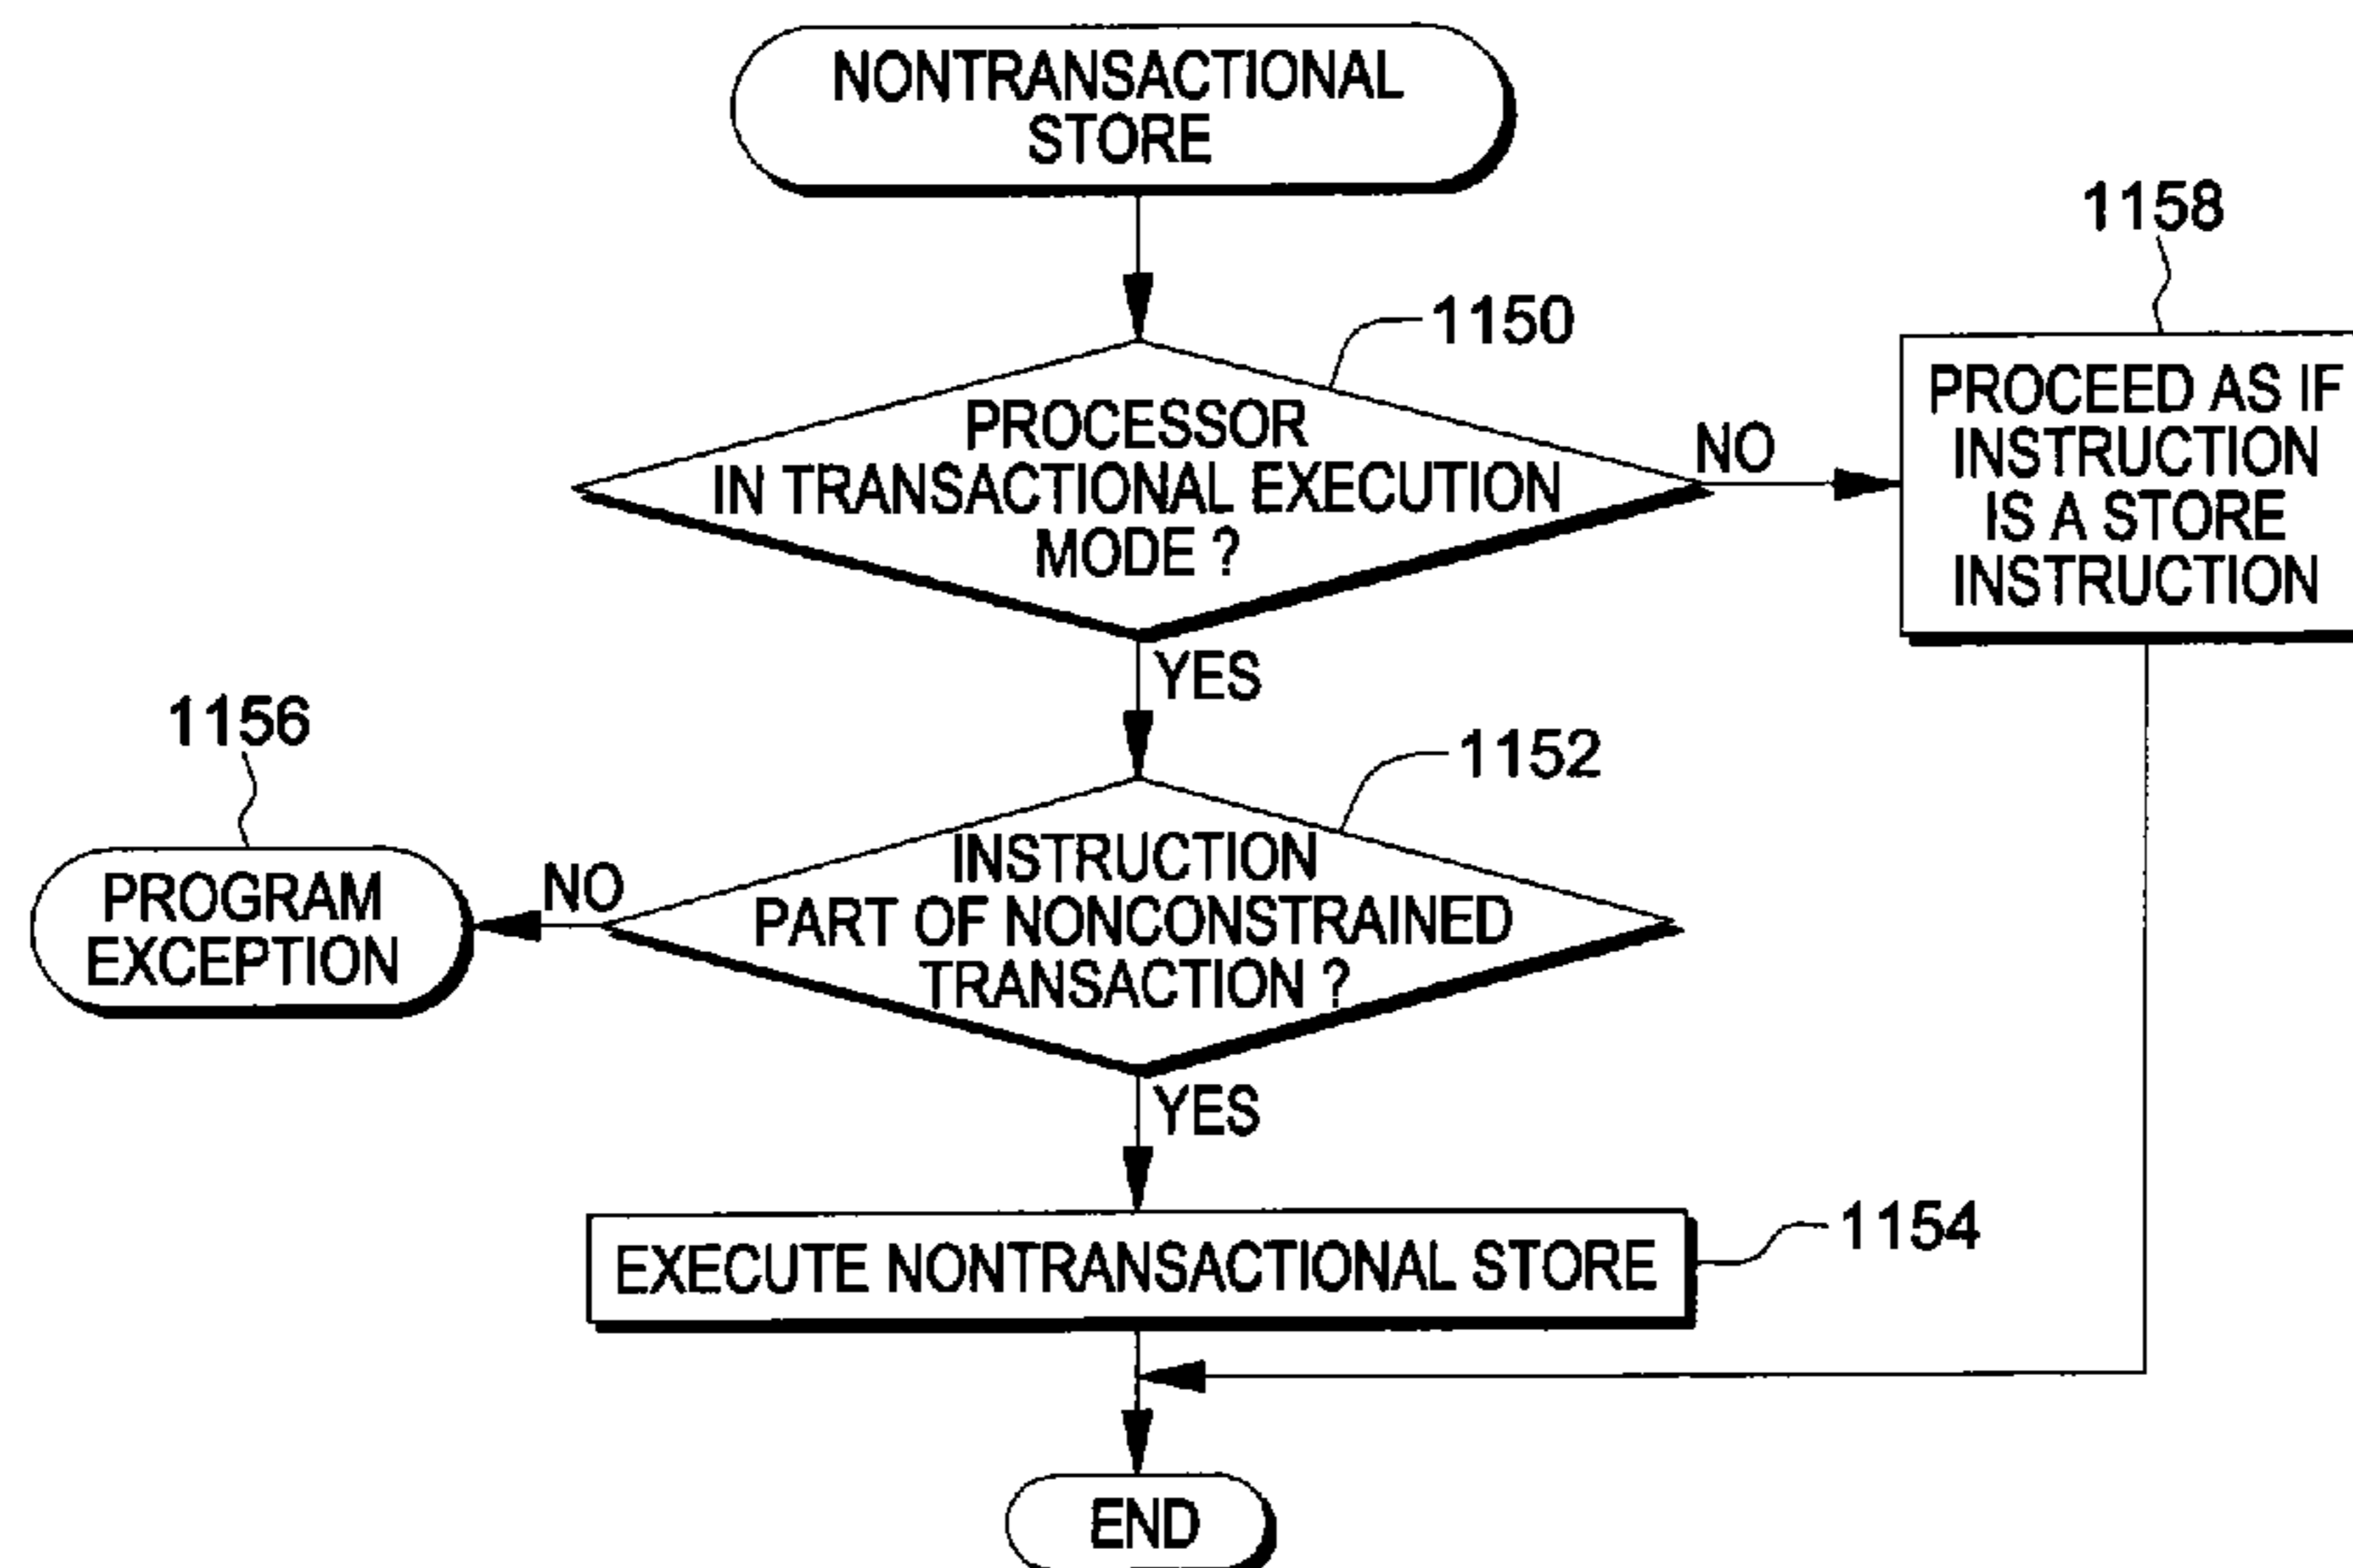 NONTRANSACTIONAL
STORE
1150
PROCESSOR
IN TRANSACTIONAL EXECUTION
MODE ?
NO
1158
PROCEED AS IF
INSTRUCTION
IS A STORE
INSTRUCTION
YES
1152
INSTRUCTION
PART OF NONCONSTRAINED
TRANSACTION ?
NO
1156
PROGRAM
EXCEPTION
YES
EXECUTE NONTRANSACTIONAL STORE
1154
END